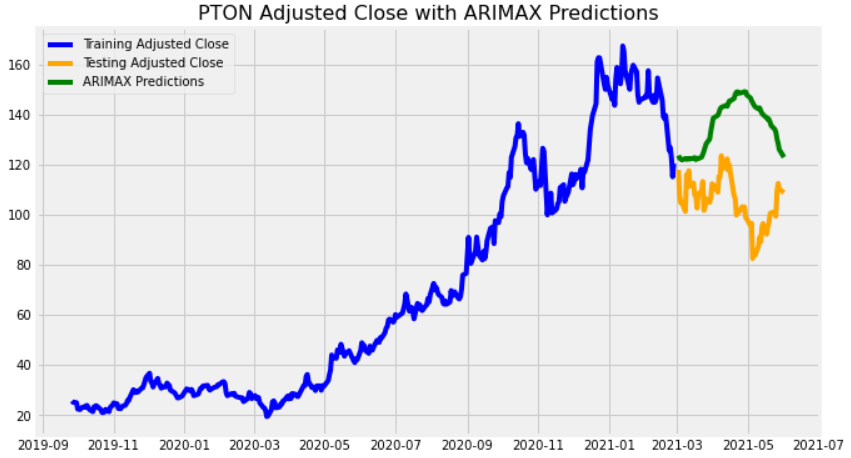 PTON Adjusted Close with ARIMAX Predictions
Training Adjusted Close
Testing Adjusted Close
ARIMAX Predictions
160
140
120
100
80
60
40
20
2019-09 2019-11 2020-01 2020-03 2020-05 2020-07 2020-09 2020-11 2021-01 2021-03 2021-05 2021-07